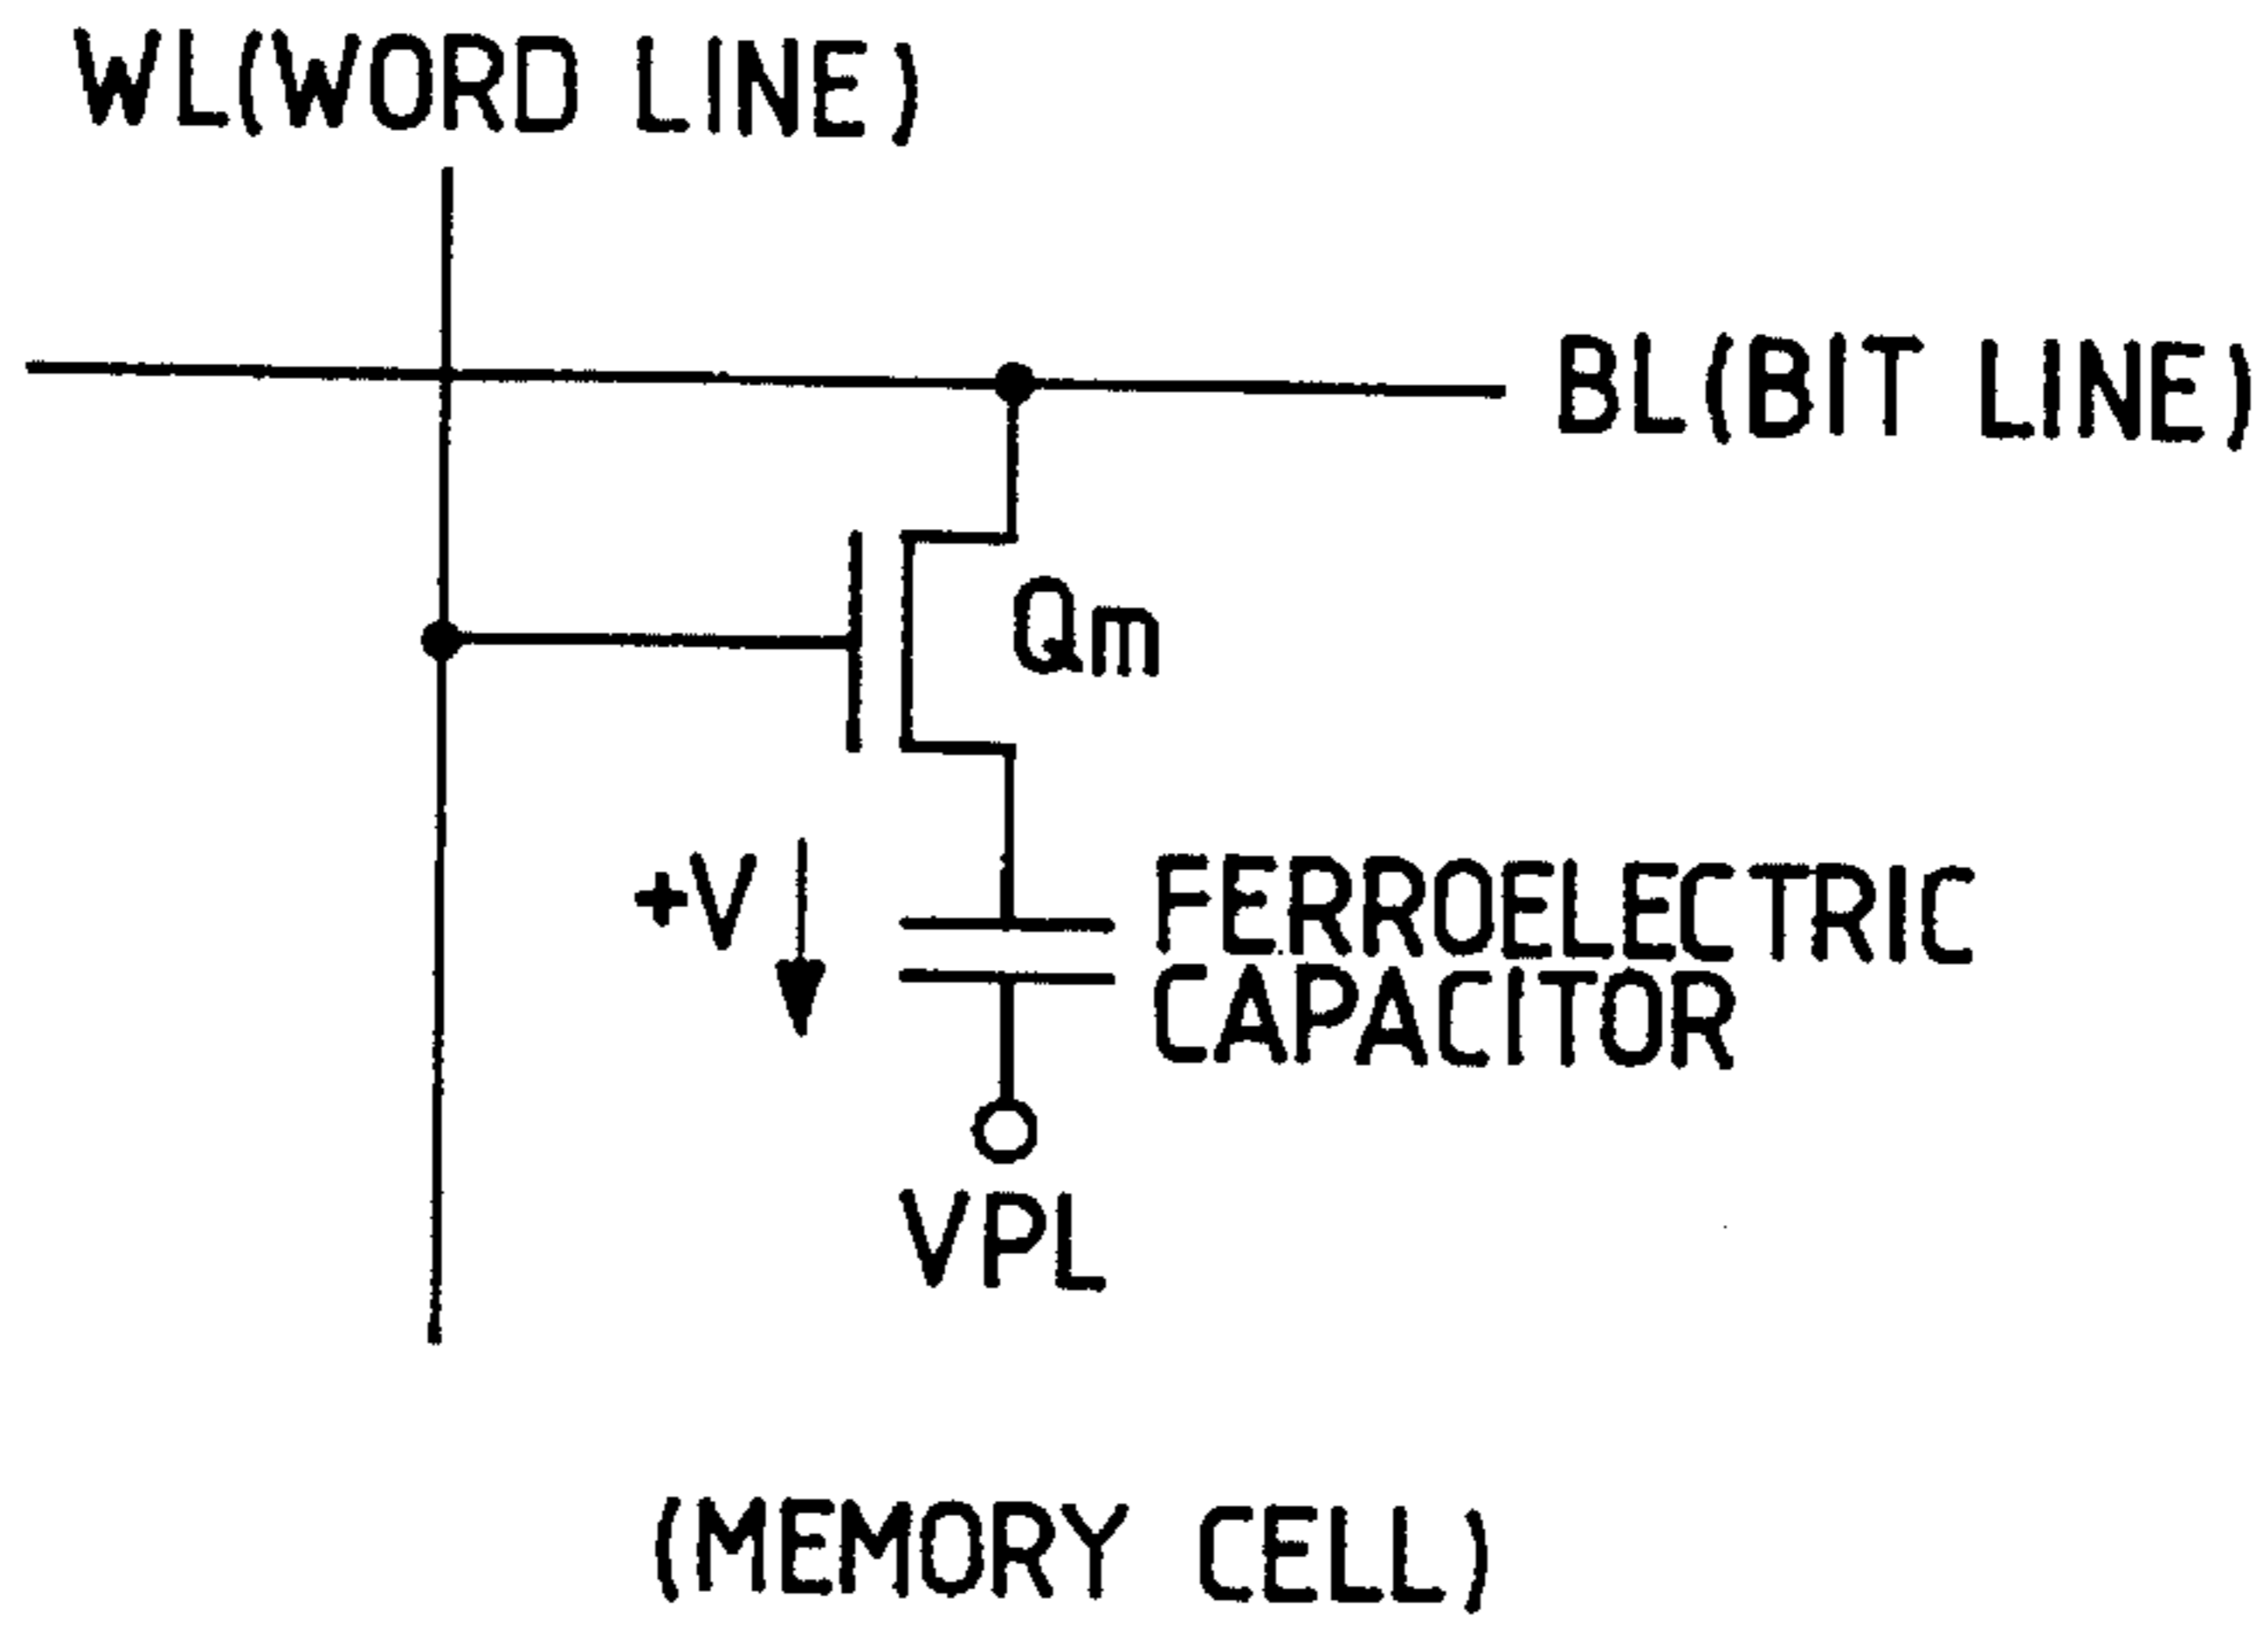 WL(WORD LINE)
BL(BIT LINE)
Qm
+V
FERROELECTRIC
CAPACITOR
VPL
(MEMORY CELL)